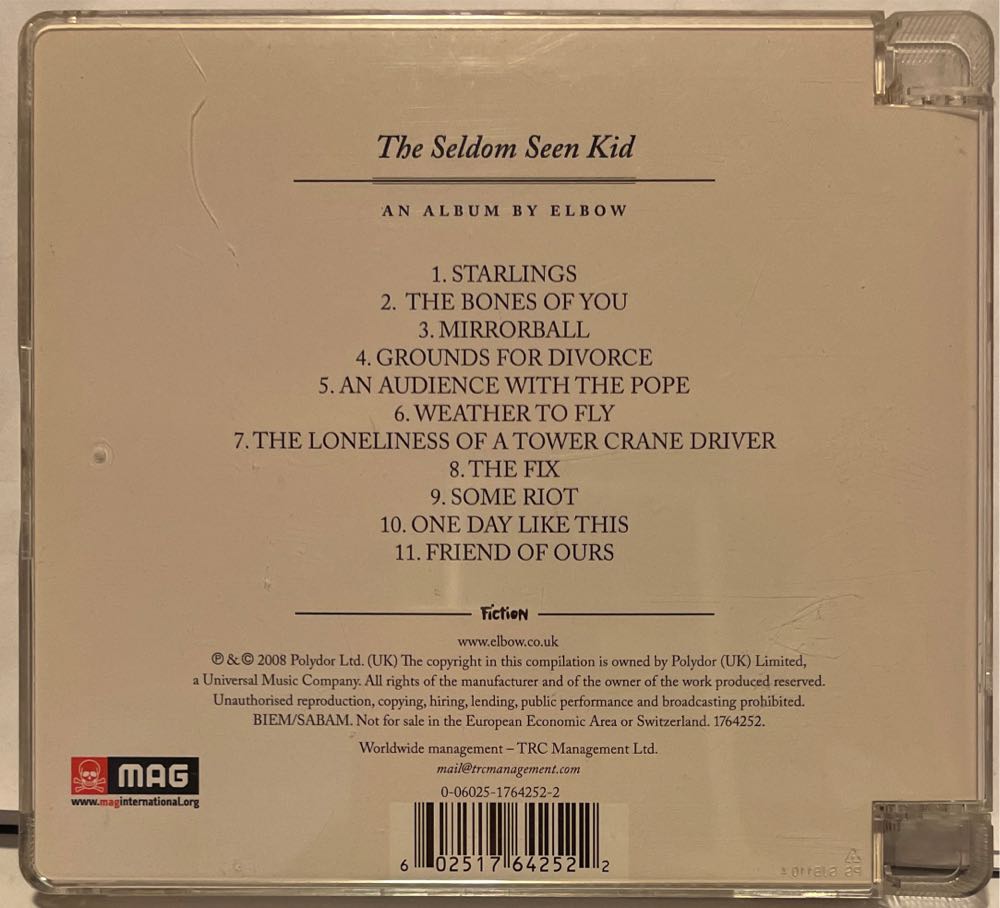 The Seldom Seen Kid
AN ALBUM BY ELBOW
1. STARLINGS
2. THE BONES OF YOU
3. MIRRORBALL
4. GROUNDS FOR DIVORCE
5. AN AUDIENCE WITH THE POPE
6. WEATHER TO FLY
7. THE LONELINESS OF A TOWER CRANE DRIVER
8. THE FIX
9. SOME RIOT
10. ONE DAY LIKE THIS
11. FRIEND OF OURS
Fiction
www.elbow.co.uk
℗ & © 2008 Polydor Ltd. (UK) The copyright in this compilation is owned by Polydor (UK) Limited,
a Universal Music Company. All rights of the manufacturer and of the owner of the work produced reserved.
Unauthorised reproduction, copying, hiring, lending, public performance and broadcasting prohibited.
BIEM/SABAM. Not for sale in the European Economic Area or Switzerland. 1764252.
Worldwide management – TRC Management Ltd.
mail@trcmanagement.com
MAG
www.maginternational.org
0-06025-1764252-2
6 02517 64252 2